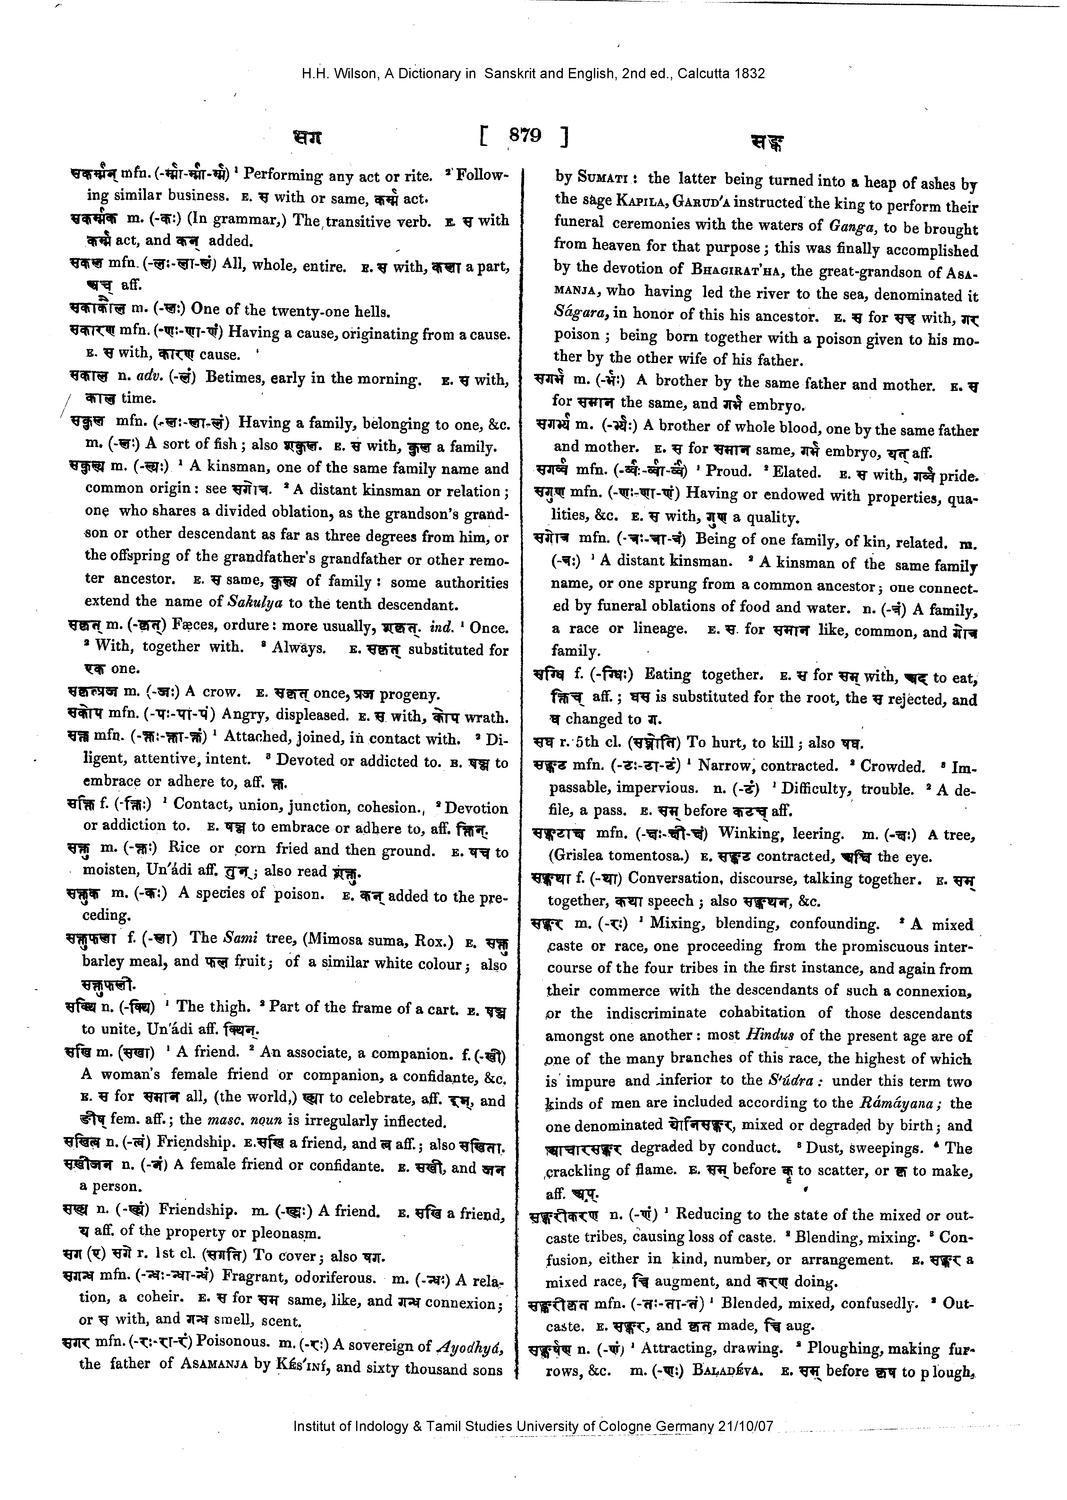 H.H. Wilson, A Dictionary in Sanskrit and English, 2nd ed., Calcutta 1832
सग [ 879 ] सङ्क
सकर्म्मन् mfn. (-र्म्मा-र्म्मा-र्म्म) ¹ Performing any act or rite. ² Follow-
ing similar business. E. स with or same, कर्म्म act.
सकर्म्मक m. (-कः) (In grammar,) The transitive verb. E. स with
कर्म्म act, and कन् added.
सकल mfn. (-लः-ला-लं) All, whole, entire. E. स with, कला a part,
अच् aff.
सकाकोल m. (-लः) One of the twenty-one hells.
सकारण mfn. (-णः-णा-णं) Having a cause, originating from a cause.
E. स with, कारण cause.
सकाल n. adv. (-लं) Betimes, early in the morning. E. स with,
काल time.
सकुल mfn. (-लः-ला-लं) Having a family, belonging to one, &c.
m. (-लः) A sort of fish; also शकुल. E. स with, कुल a family.
सकुल्य m. (-ल्यः) ¹ A kinsman, one of the same family name and
common origin: see सगोत्र. ² A distant kinsman or relation;
one who shares a divided oblation, as the grandson's grand-
son or other descendant as far as three degrees from him, or
the offspring of the grandfather's grandfather or other remo-
ter ancestor. E. स same, कुल्य of family: some authorities
extend the name of Sakulya to the tenth descendant.
सकृत् m. (-कृत्) Fæces, ordure: more usually, शकृत्. ind. ¹ Once.
² With, together with. ³ Always. E. सकृत् substituted for
एक one.
सकृत्प्रज m. (-जः) A crow. E. सकृत् once, प्रज progeny.
सकोप mfn. (-पः-पा-पं) Angry, displeased. E. स with, कोप wrath.
सक्त mfn. (-क्तः-क्ता-क्तं) ¹ Attached, joined, in contact with. ² Di-
ligent, attentive, intent. ³ Devoted or addicted to. E. षञ्ज to
embrace or adhere to, aff. क्त.
सक्ति f. (-क्तिः) ¹ Contact, union, junction, cohesion. ² Devotion
or addiction to. E. षञ्ज to embrace or adhere to, aff. क्तिन्.
सक्तु m. (-क्तुः) Rice or corn fried and then ground. E. षच to
moisten, Un'ádi aff. तुन्; also read शक्तु.
सक्तुक m. (-कः) A species of poison. E. कन् added to the pre-
ceding.
सक्तुफला f. (-ला) The Sami tree, (Mimosa suma, Rox.) E. सक्तु
barley meal, and फल fruit; of a similar white colour; also
सक्तुफली.
सक्थि n. (-क्थि) ¹ The thigh. ² Part of the frame of a cart. E. षञ्ज
to unite, Un'ádi aff. क्थिन्.
सखि m. (सखा) ¹ A friend. ² An associate, a companion. f. (-खी)
A woman's female friend or companion, a confidante, &c.
E. स for समान all, (the world,) ख्या to celebrate, aff. इम्, and
ङीष् fem. aff.; the masc. noun is irregularly inflected.
सखित्व n. (-त्वं) Friendship. E. सखि a friend, and त्व aff.; also सखिता.
सखीजन n. (-नं) A female friend or confidante. E. सखी, and जन
a person.
सख्य n. (-ख्यं) Friendship. m. (-ख्यः) A friend. E. सखि a friend,
य aff. of the property or pleonasm.
सग (ए) सगे r. 1st cl. (सगति) To cover; also षग.
सगन्ध mfn. (-न्धः-न्धा-न्धं) Fragrant, odoriferous. m. (-न्धः) A rela-
tion, a coheir. E. स for सम same, like, and गन्ध connexion;
or स with, and गन्ध smell, scent.
सगर mfn. (-रः-रा-रं) Poisonous. m. (-रः) A sovereign of Ayodhyá,
the father of ASAMANJA by KÉS'INÍ, and sixty thousand sons
by SUMATI: the latter being turned into a heap of ashes by
the sage KAPILA, GARUD'A instructed the king to perform their
funeral ceremonies with the waters of Ganga, to be brought
from heaven for that purpose; this was finally accomplished
by the devotion of BHAGIRAT'HA, the great-grandson of ASA-
MANJA, who having led the river to the sea, denominated it
Ságara, in honor of this his ancestor. E. स for सह with, गर
poison; being born together with a poison given to his mo-
ther by the other wife of his father.
सगर्भ m. (-र्भः) A brother by the same father and mother. E. स
for समान the same, and गर्भ embryo.
सगर्भ्य m. (-र्भ्यः) A brother of whole blood, one by the same father
and mother. E. स for समान same, गर्भ embryo, यत् aff.
सगर्व्व mfn. (-र्व्वः-र्व्वा-र्व्वं) ¹ Proud. ² Elated. E. स with, गर्व्व pride.
सगुण mfn. (-णः-णा-णं) Having or endowed with properties, qua-
lities, &c. E. स with, गुण a quality.
सगोत्र mfn. (-त्रः-त्रा-त्रं) Being of one family, of kin, related. m.
(-त्रः) ¹ A distant kinsman. ² A kinsman of the same family
name, or one sprung from a common ancestor; one connect-
ed by funeral oblations of food and water. n. (-त्रं) A family,
a race or lineage. E. स for समान like, common, and गोत्र
family.
सग्धि f. (-ग्धिः) Eating together. E. स for सम् with, अद to eat,
क्तिच् aff.; घस is substituted for the root, the स rejected, and
घ changed to ग.
सघ r. 5th cl. (सघ्नोति) To hurt, to kill; also षघ.
सङ्कट mfn. (-टः-टा-टं) ¹ Narrow, contracted. ² Crowded. ³ Im-
passable, impervious. n. (-टं) ¹ Difficulty, trouble. ² A de-
file, a pass. E. सम् before कटच् aff.
सङ्कटाक्ष mfn. (-क्षः-क्षी-क्षं) Winking, leering. m. (-क्षः) A tree,
(Grislea tomentosa.) E. सङ्कट contracted, अक्षि the eye.
सङ्कथा f. (-था) Conversation, discourse, talking together. E. सम्
together, कथा speech; also सङ्कथन, &c.
सङ्कर m. (-रः) ¹ Mixing, blending, confounding. ² A mixed
caste or race, one proceeding from the promiscuous inter-
course of the four tribes in the first instance, and again from
their commerce with the descendants of such a connexion,
or the indiscriminate cohabitation of those descendants
amongst one another: most Hindus of the present age are of
one of the many branches of this race, the highest of which
is impure and inferior to the S'údra: under this term two
kinds of men are included according to the Rámáyana; the
one denominated योनिसङ्कर, mixed or degraded by birth; and
आचारसङ्कर degraded by conduct. ³ Dust, sweepings. ⁴ The
crackling of flame. E. सम् before कॄ to scatter, or कृ to make,
aff. अप्.
सङ्करीकरण n. (-णं) ¹ Reducing to the state of the mixed or out-
caste tribes, causing loss of caste. ² Blending, mixing. ³ Con-
fusion, either in kind, number, or arrangement. E. सङ्कर a
mixed race, च्वि augment, and करण doing.
सङ्करीकृत mfn. (-तः-ता-तं) ¹ Blended, mixed, confusedly. ² Out-
caste. E. सङ्कर, and कृत made, च्वि aug.
सङ्कर्षण n. (-णं) ¹ Attracting, drawing. ² Ploughing, making fur-
rows, &c. m. (-णः) BALADÉVA. E. सम् before कृष to plough,
Institut of Indology & Tamil Studies University of Cologne Germany 21/10/07